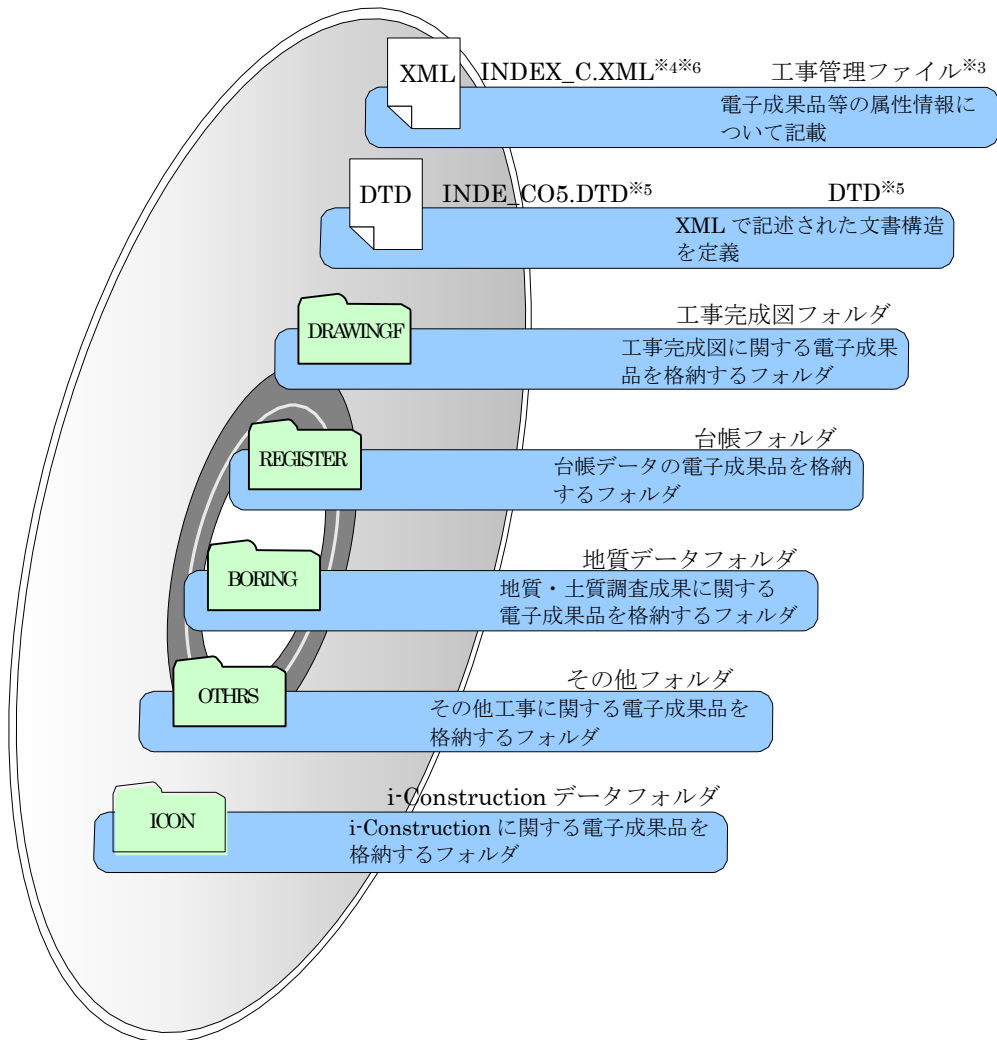 XML INDEX_C.XML※4※6 工事管理ファイル※3
電子成果品等の属性情報に
ついて記載
DTD INDE_CO5.DTD※5 DTD※5
XML で記述された文書構造
を定義
工事完成図フォルダ
DRAWINGF
工事完成図に関する電子成果
品を格納するフォルダ
台帳フォルダ
REGISTER
台帳データの電子成果品を格納
するフォルダ
地質データフォルダ
BORING
地質・土質調査成果に関する
電子成果品を格納するフォルダ
その他フォルダ
OTHRS
その他工事に関する電子成果品を
格納するフォルダ
i-Construction データフォルダ
ICON
i-Construction に関する電子成果品を
格納するフォルダ